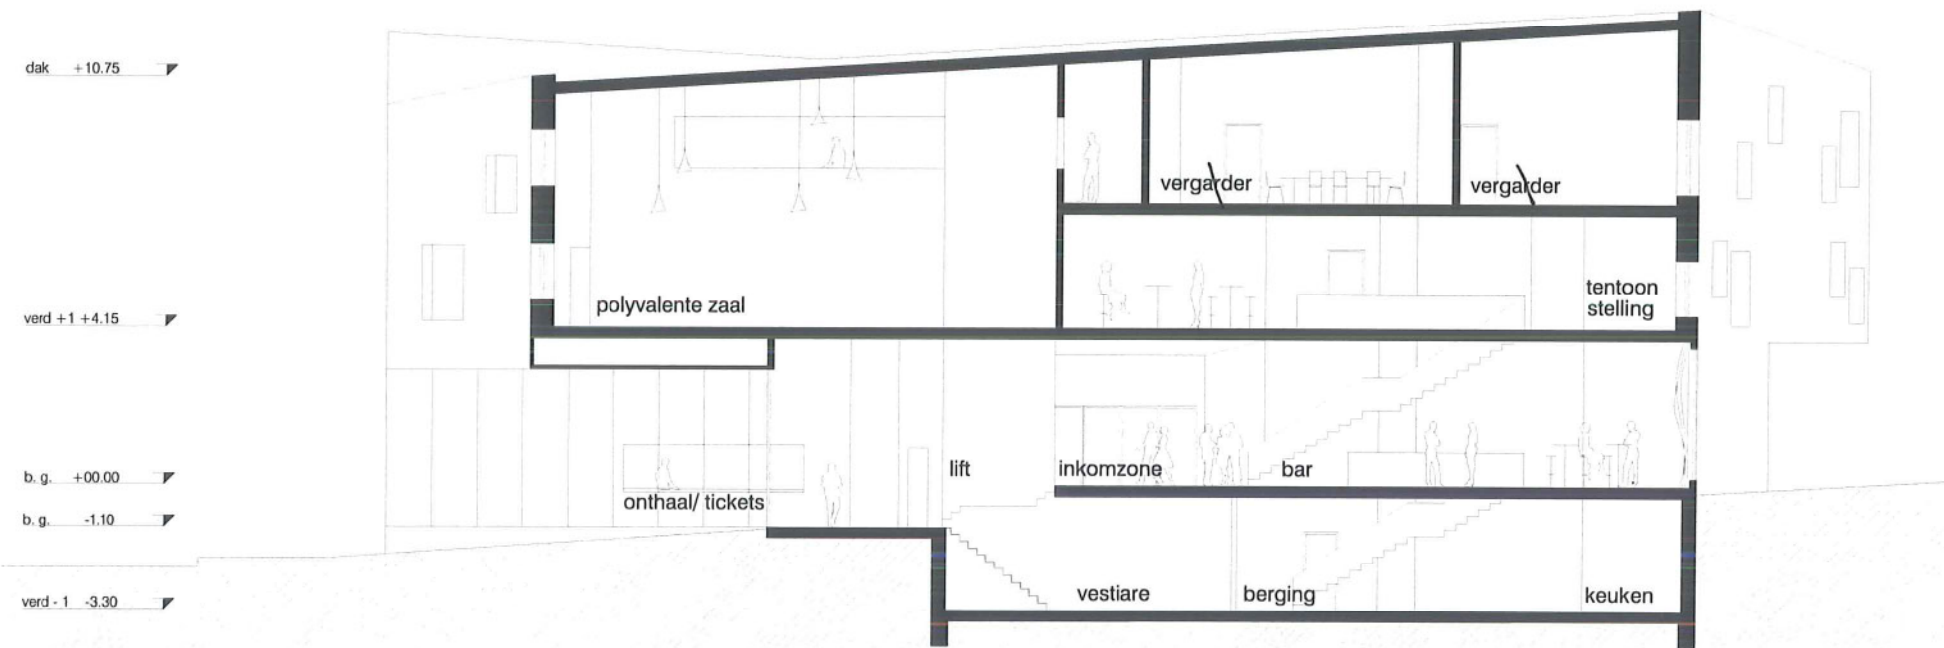 dak +10.75
vergarder
vergarder
tentoon
stelling
polyvalente zaal
verd +1 +4.15
lift
inkomzone
bar
b. g. +00.00
onthaal/ tickets
b. g. -1.10
vestiare
berging
keuken
verd - 1 -3.30